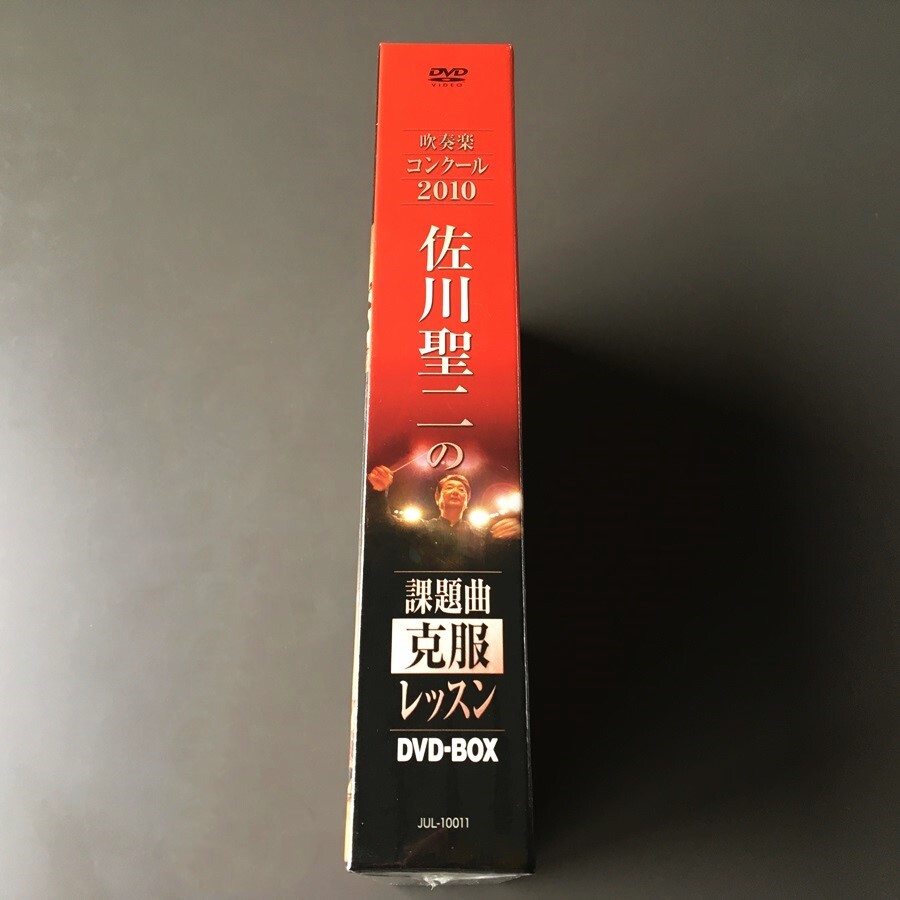 DVD
VIDEO
吹奏楽
コンクール
2010
佐川聖二の
課題曲
克服
レッスン
DVD-BOX
JUL-10011